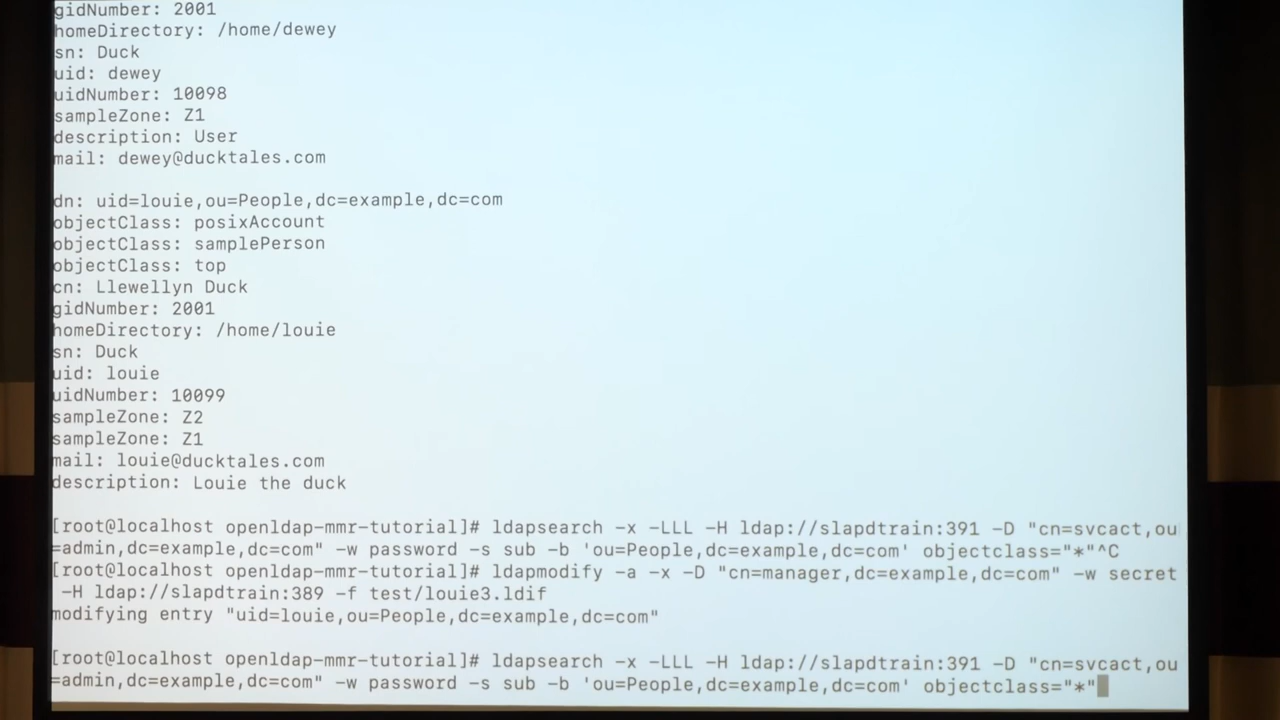 gidNumber: 2001
homeDirectory: /home/dewey
sn: Duck
uid: dewey
uidNumber: 10098
sampleZone: Z1
description: User
mail: dewey@ducktales.com
dn: uid=louie,ou=People,dc=example,dc=com
objectClass: posixAccount
objectClass: samplePerson
objectClass: top
cn: Llewellyn Duck
gidNumber: 2001
homeDirectory: /home/louie
sn: Duck
uid: louie
uidNumber: 10099
sampleZone: Z2
sampleZone: Z1
mail: louie@ducktales.com
description: Louie the duck
[root@localhost openldap-mmr-tutorial]# ldapsearch -x -LLL -H ldap://slapdtrain:391 -D "cn=svcact,ou
=admin,dc=example,dc=com" -w password -s sub -b 'ou=People,dc=example,dc=com' objectclass="*"^C
[root@localhost openldap-mmr-tutorial]# ldapmodify -a -x -D "cn=manager,dc=example,dc=com" -w secret
-H ldap://slapdtrain:389 -f test/louie3.ldif
modifying entry "uid=louie,ou=People,dc=example,dc=com"
[root@localhost openldap-mmr-tutorial]# ldapsearch -x -LLL -H ldap://slapdtrain:391 -D "cn=svcact,ou
=admin,dc=example,dc=com" -w password -s sub -b 'ou=People,dc=example,dc=com' objectclass="*"